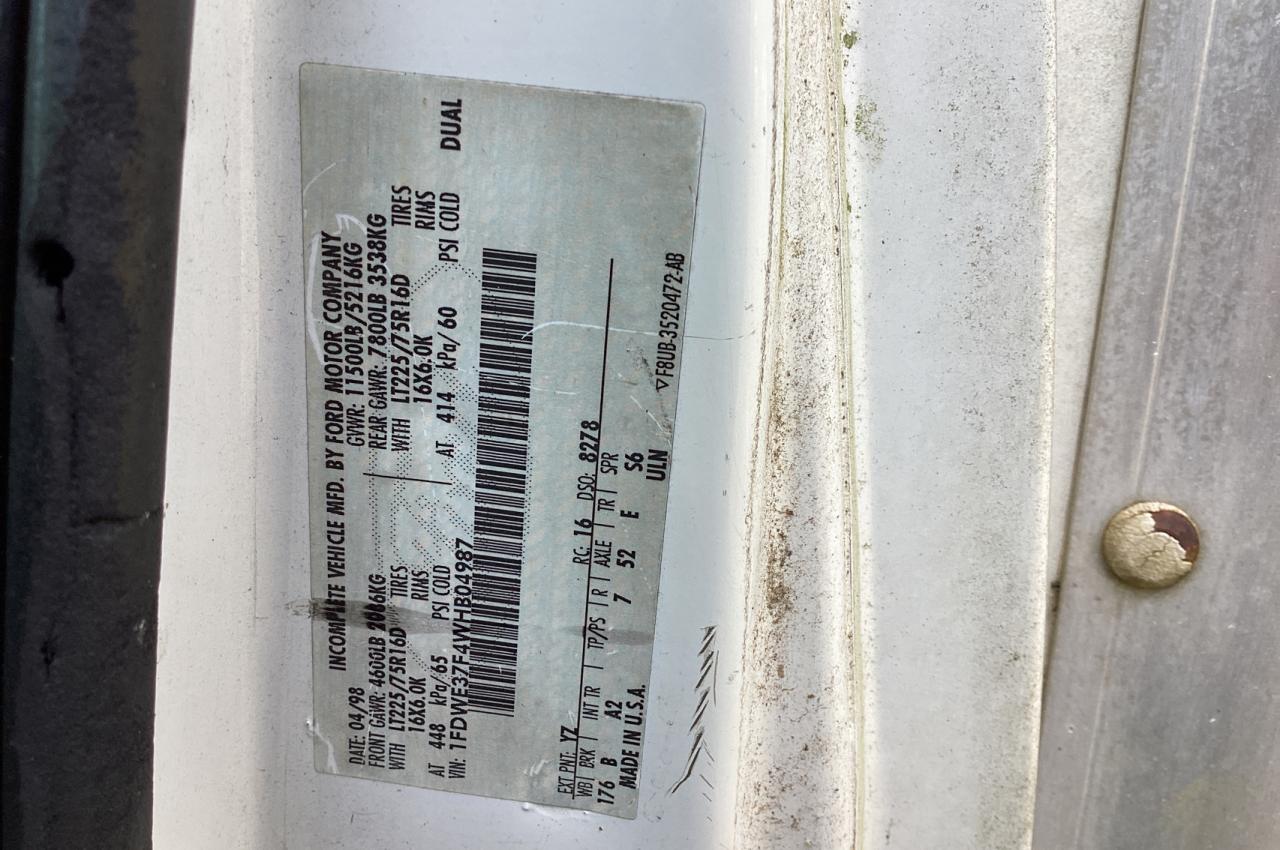 INCOMPLETE VEHICLE MFD. BY FORD MOTOR COMPANY
DATE: 04/98 GVWR: 11500LB/5216KG
FRONT GAWR: 4600LB 2086KG REAR GAWR: 7800LB 3538KG
WITH LT225/75R16D TIRES WITH LT225/75R16D TIRES
16X6.0K RIMS 16X6.0K RIMS
AT 448 kPa/65 PSI COLD AT 414 kPa/60 PSI COLD DUAL
VIN: 1FDWE37F4WHB04987
EXT PNT: YZ RC: 16 DSO: 8278
WB | BRK | INT TR | TP/PS | R | AXLE | TR | SPR
176 B A2 7 52 E S6
MADE IN U.S.A. ULN
▽F8UB-3520472-AB